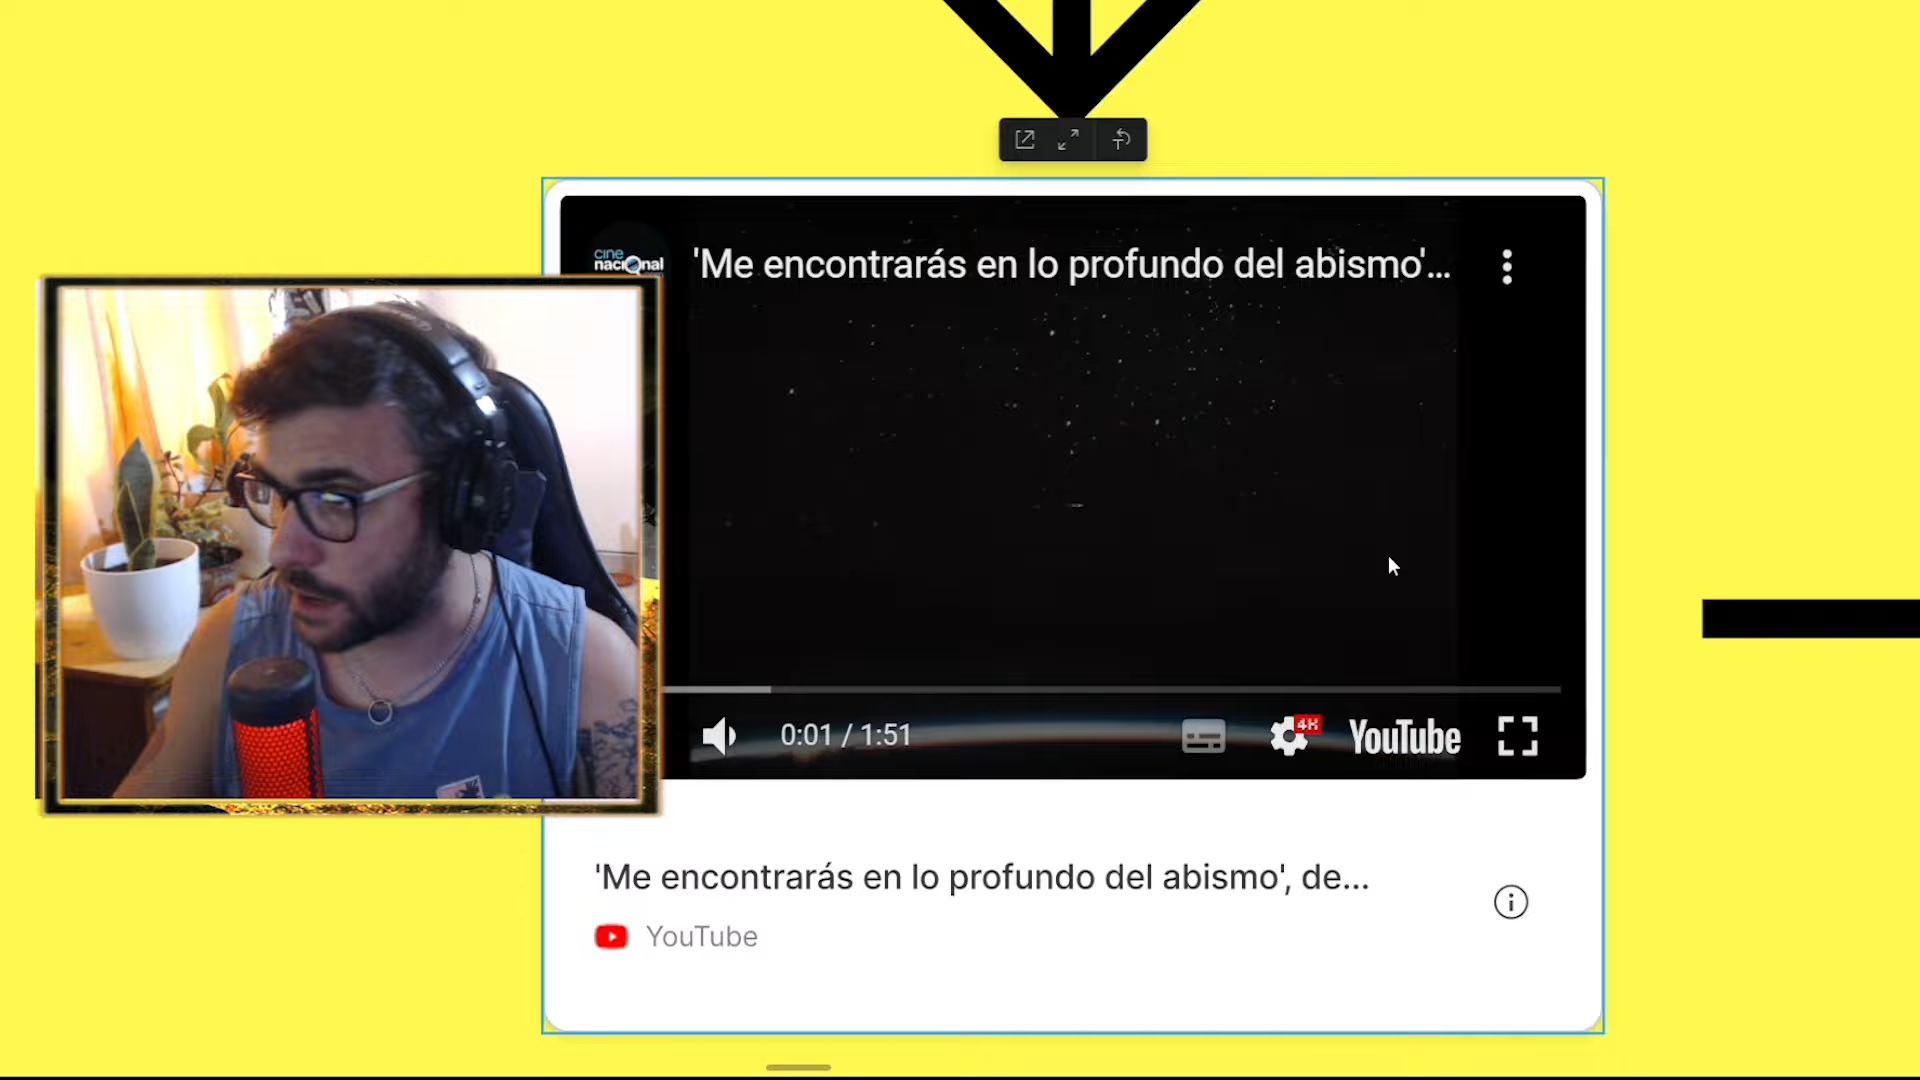 cine
nacional
'Me encontrarás en lo profundo del abismo'...
0:01 / 1:51
4K
YouTube
'Me encontrarás en lo profundo del abismo', de...
YouTube